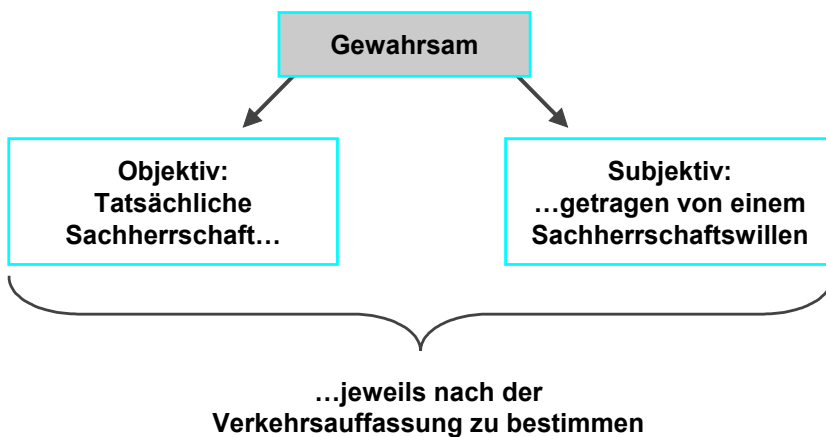 Gewahrsam
Objektiv:
Tatsächliche
Sachherrschaft…
Subjektiv:
…getragen von einem
Sachherrschaftswillen
…jeweils nach der
Verkehrsauffassung zu bestimmen